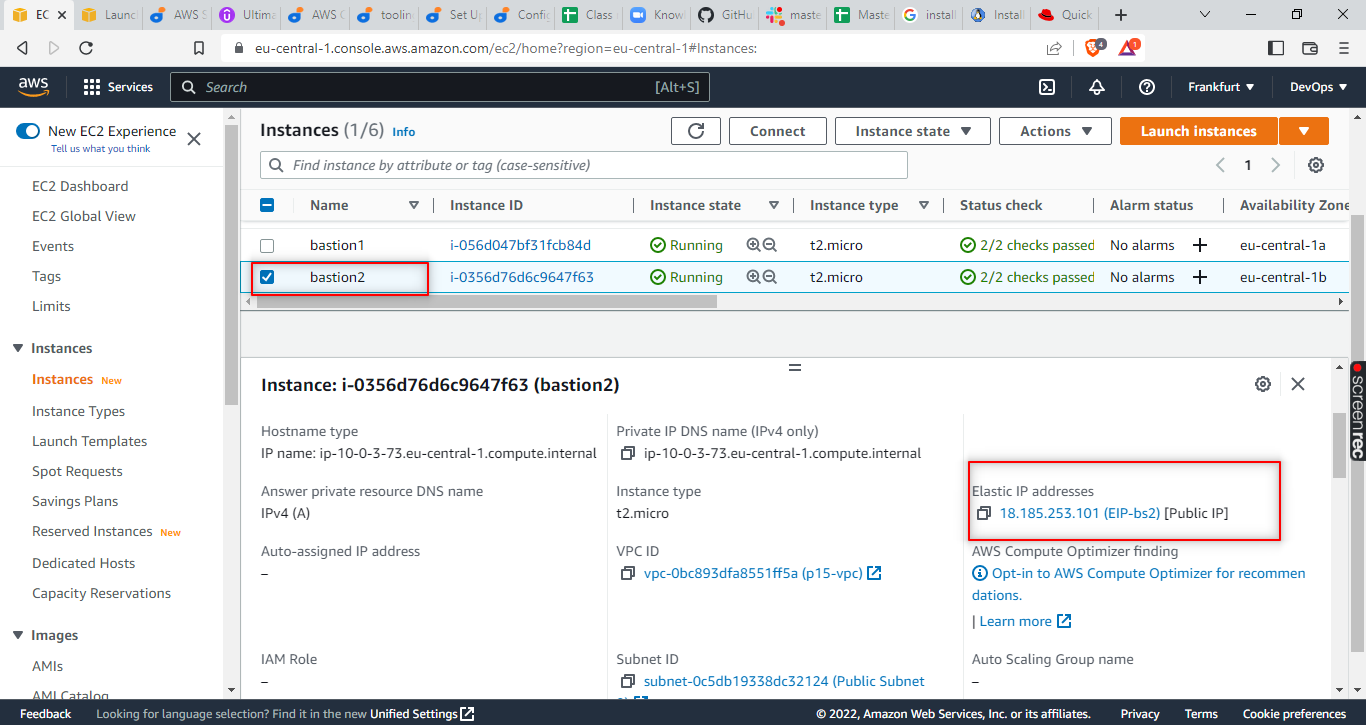 EC
Launc
AWS S
Ultima
AWS C
toolin
Set Up
Config
Class
Knowl
GitHu
maste
Maste
install
Install
Quick
eu-central-1.console.aws.amazon.com/ec2/home?region=eu-central-1#Instances:
4
1
aws
Services
Search
[Alt+S]
Frankfurt
DevOps
New EC2 Experience
Tell us what you think
EC2 Dashboard
EC2 Global View
Events
Tags
Limits
Instances
Instances New
Instance Types
Launch Templates
Spot Requests
Savings Plans
Reserved Instances New
Dedicated Hosts
Capacity Reservations
Images
AMIs
AMI Catalog
Instances (1/6) Info
Connect
Instance state
Actions
Launch instances
Find instance by attribute or tag (case-sensitive)
1
Name Instance ID Instance state Instance type Status check Alarm status Availability Zone
bastion1 i-056d047bf31fcb84d Running t2.micro 2/2 checks passed No alarms eu-central-1a
bastion2 i-0356d76d6c9647f63 Running t2.micro 2/2 checks passed No alarms eu-central-1b
Instance: i-0356d76d6c9647f63 (bastion2)
Hostname type
IP name: ip-10-0-3-73.eu-central-1.compute.internal
Private IP DNS name (IPv4 only)
ip-10-0-3-73.eu-central-1.compute.internal
Answer private resource DNS name
IPv4 (A)
Instance type
t2.micro
Elastic IP addresses
18.185.253.101 (EIP-bs2) [Public IP]
Auto-assigned IP address
–
VPC ID
vpc-0bc893dfa8551ff5a (p15-vpc)
AWS Compute Optimizer finding
Opt-in to AWS Compute Optimizer for recommen
dations.
| Learn more
IAM Role
–
Subnet ID
subnet-0c5db19338dc32124 (Public Subnet
Auto Scaling Group name
–
screenrec
Feedback
Looking for language selection? Find it in the new Unified Settings
© 2022, Amazon Web Services, Inc. or its affiliates.
Privacy
Terms
Cookie preferences